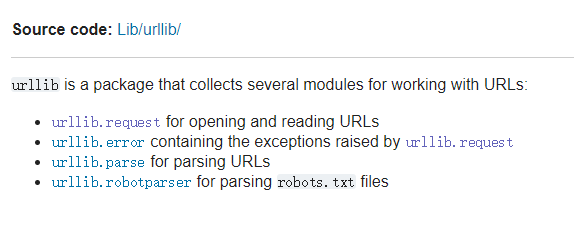 Source code: Lib/urllib/
urllib is a package that collects several modules for working with URLs:
• urllib.request for opening and reading URLs
• urllib.error containing the exceptions raised by urllib.request
• urllib.parse for parsing URLs
• urllib.robotparser for parsing robots.txt files